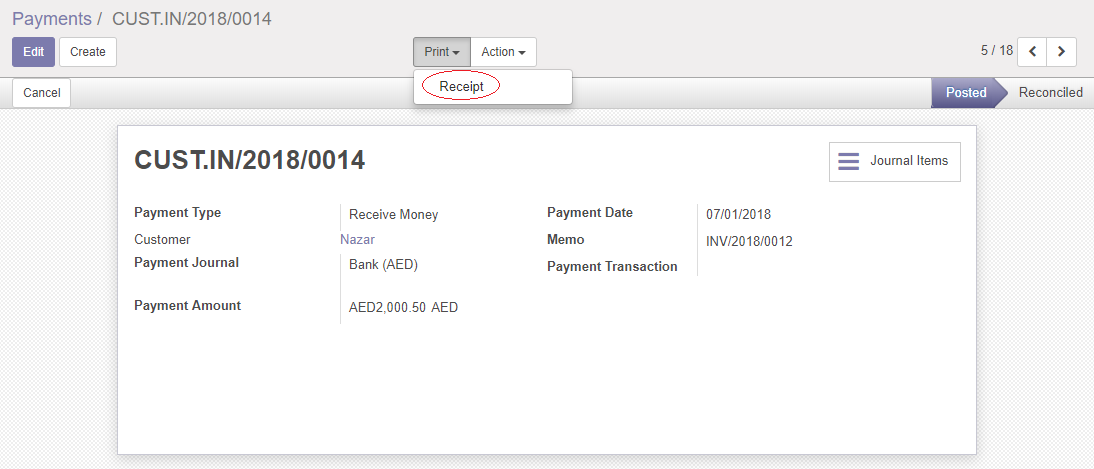 Payments / CUST.IN/2018/0014
Edit Create Print Action 5 / 18
Receipt
Cancel Posted Reconciled
CUST.IN/2018/0014 Journal Items
Payment Type Receive Money Payment Date 07/01/2018
Customer Nazar Memo INV/2018/0012
Payment Journal Bank (AED) Payment Transaction
Payment Amount AED2,000.50 AED